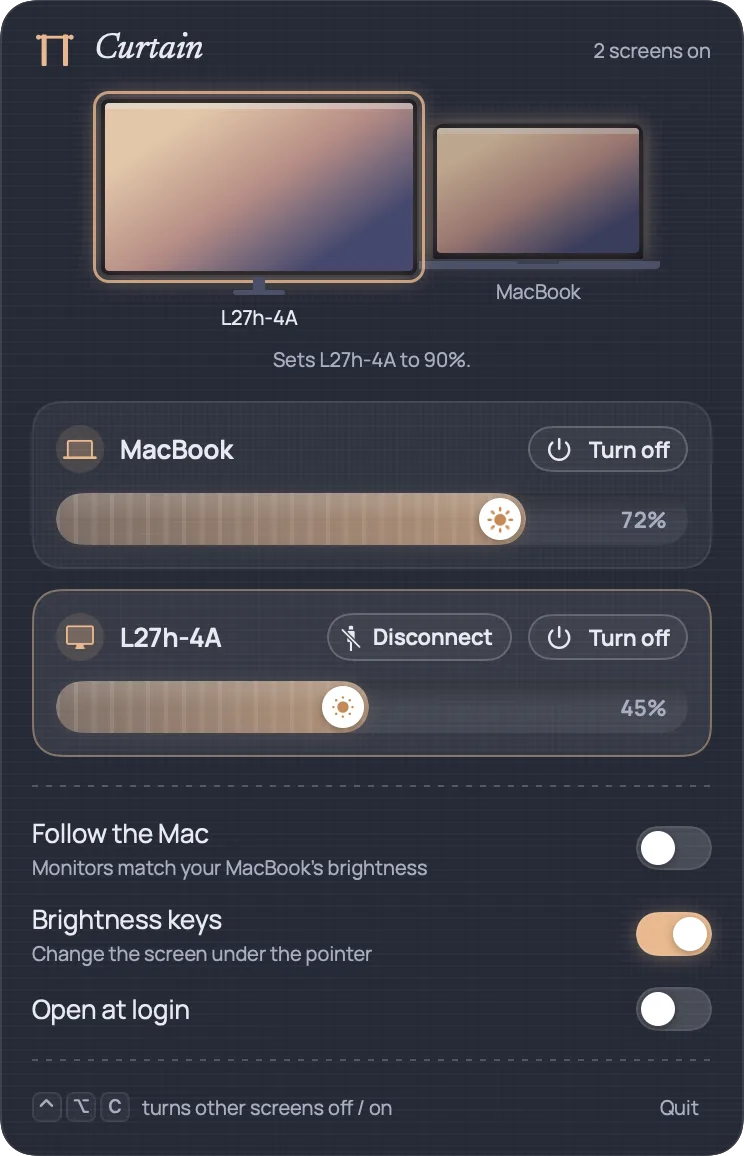 Curtain
2 screens on
MacBook
L27h-4A
Sets L27h-4A to 90%.
MacBook
Turn off
72%
L27h-4A
Disconnect
Turn off
45%
Follow the Mac
Monitors match your MacBook's brightness
Brightness keys
Change the screen under the pointer
Open at login
^ ⌥ C turns other screens off / on
Quit